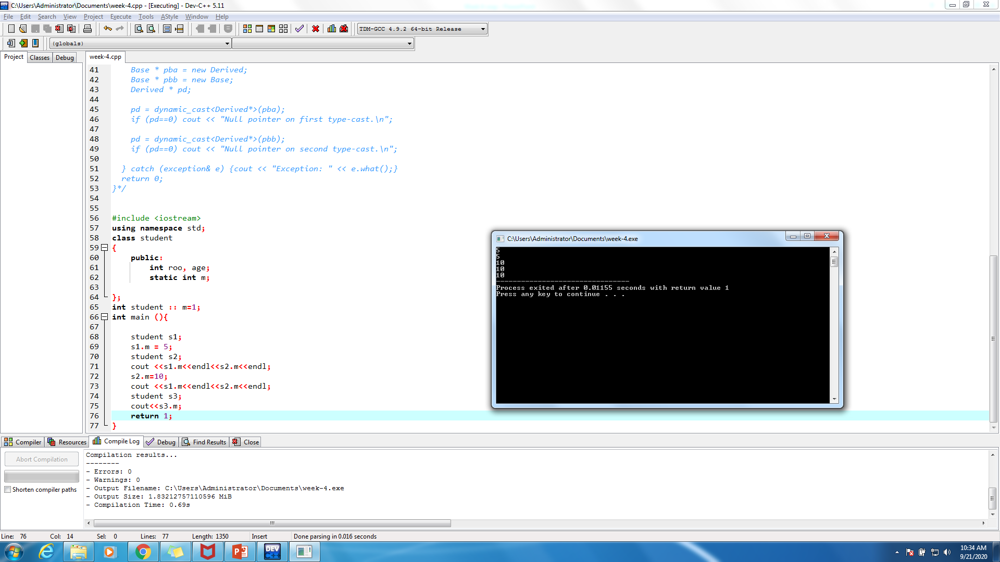 C:\Users\Administrator\Documents\week-4.cpp - [Executing] - Dev-C++ 5.11
File Edit Search View Project Execute Tools AStyle Window Help
TDM-GCC 4.9.2 64-bit Release
(globals)
Project Classes Debug
week-4.cpp
41 Base * pba = new Derived;
42 Base * pbb = new Base;
43 Derived * pd;
44
45 pd = dynamic_cast<Derived*>(pba);
46 if (pd==0) cout << "Null pointer on first type-cast.\n";
47
48 pd = dynamic_cast<Derived*>(pbb);
49 if (pd==0) cout << "Null pointer on second type-cast.\n";
50
51 } catch (exception& e) {cout << "Exception: " << e.what();}
52 return 0;
53 }*/
54
55
56 #include <iostream>
57 using namespace std;
58 class student
59 {
60 public:
61 int roo, age;
62 static int m;
63
64 };
65 int student :: m=1;
66 int main (){
67
68 student s1;
69 s1.m = 5;
70 student s2;
71 cout <<s1.m<<endl<<s2.m<<endl;
72 s2.m=10;
73 cout <<s1.m<<endl<<s2.m<<endl;
74 student s3;
75 cout<<s3.m;
76 return 1;
77 }
C:\Users\Administrator\Documents\week-4.exe
5
5
10
10
10
--------------------------------
Process exited after 0.01155 seconds with return value 1
Press any key to continue . . .
Compiler Resources Compile Log Debug Find Results Close
Abort Compilation
Shorten compiler paths
Compilation results...
--------
- Errors: 0
- Warnings: 0
- Output Filename: C:\Users\Administrator\Documents\week-4.exe
- Output Size: 1.83212757110596 MiB
- Compilation Time: 0.69s
Line: 76 Col: 14 Sel: 0 Lines: 77 Length: 1350 Insert Done parsing in 0.016 seconds
DEV C++
10:34 AM
9/21/2020